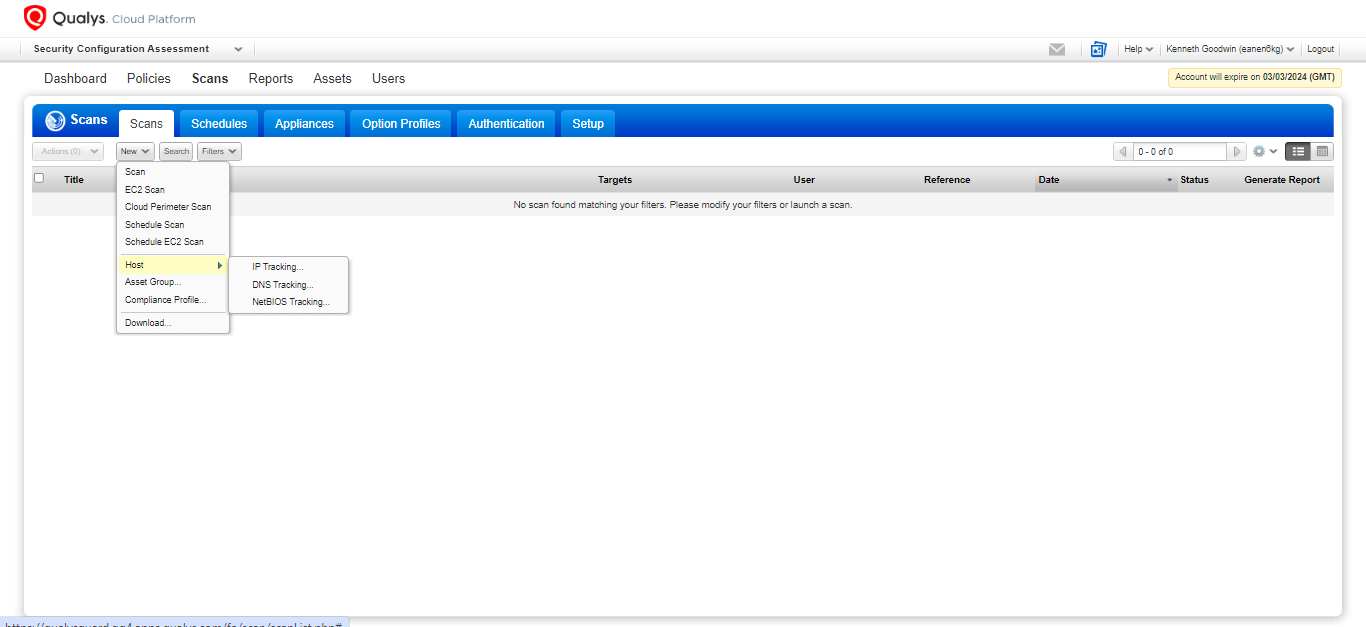 Qualys. Cloud Platform
Security Configuration Assessment
Help
Kenneth Goodwin (eanen6kg)
Logout
Dashboard Policies Scans Reports Assets Users
Account will expire on 03/03/2024 (GMT)
Scans Scans Schedules Appliances Option Profiles Authentication Setup
Actions (0) New Search Filters 0 - 0 of 0
Title Targets User Reference Date Status Generate Report
No scan found matching your filters. Please modify your filters or launch a scan.
Scan
EC2 Scan
Cloud Perimeter Scan
Schedule Scan
Schedule EC2 Scan
Host
Asset Group...
Compliance Profile...
Download...
IP Tracking...
DNS Tracking...
NetBIOS Tracking...